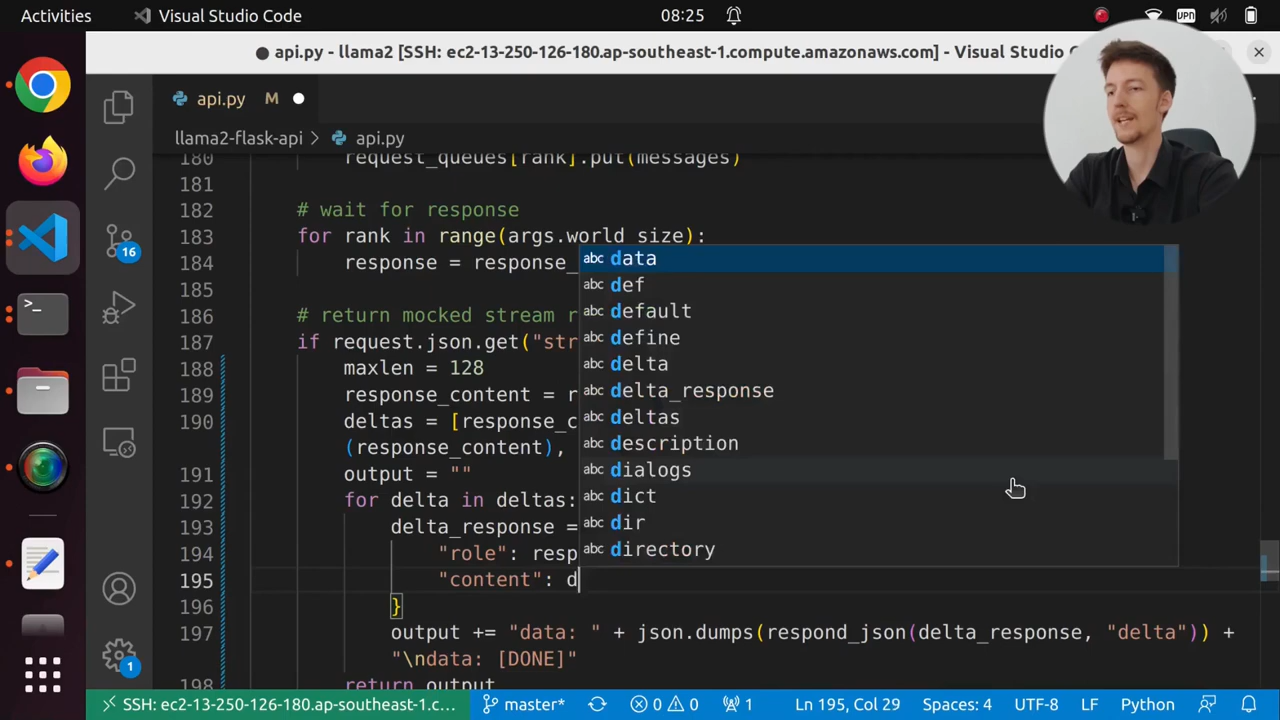 Activities
Visual Studio Code
08:25
VPN
api.py - llama2 [SSH: ec2-13-250-126-180.ap-southeast-1.compute.amazonaws.com] - Visual Studio
api.py M
llama2-flask-api > api.py
180 request_queues[rank].put(messages)
181
182 # wait for response
183 for rank in range(args.world_size):
184 response = response_
185
186 # return mocked stream r
187 if request.json.get("str
188 maxlen = 128
189 response_content = r
190 deltas = [response_c
(response_content),
191 output = ""
192 for delta in deltas:
193 delta_response =
194 "role": resp
195 "content": d
196 }
197 output += "data: " + json.dumps(respond_json(delta_response, "delta")) +
"\ndata: [DONE]"
198 return output
abc data
abc def
abc default
abc define
abc delta
abc delta_response
abc deltas
abc description
abc dialogs
abc dict
abc dir
abc directory
16
1
SSH: ec2-13-250-126-180.ap-southeast-1.c...
master*
0
0
1
Ln 195, Col 29
Spaces: 4
UTF-8
LF
Python